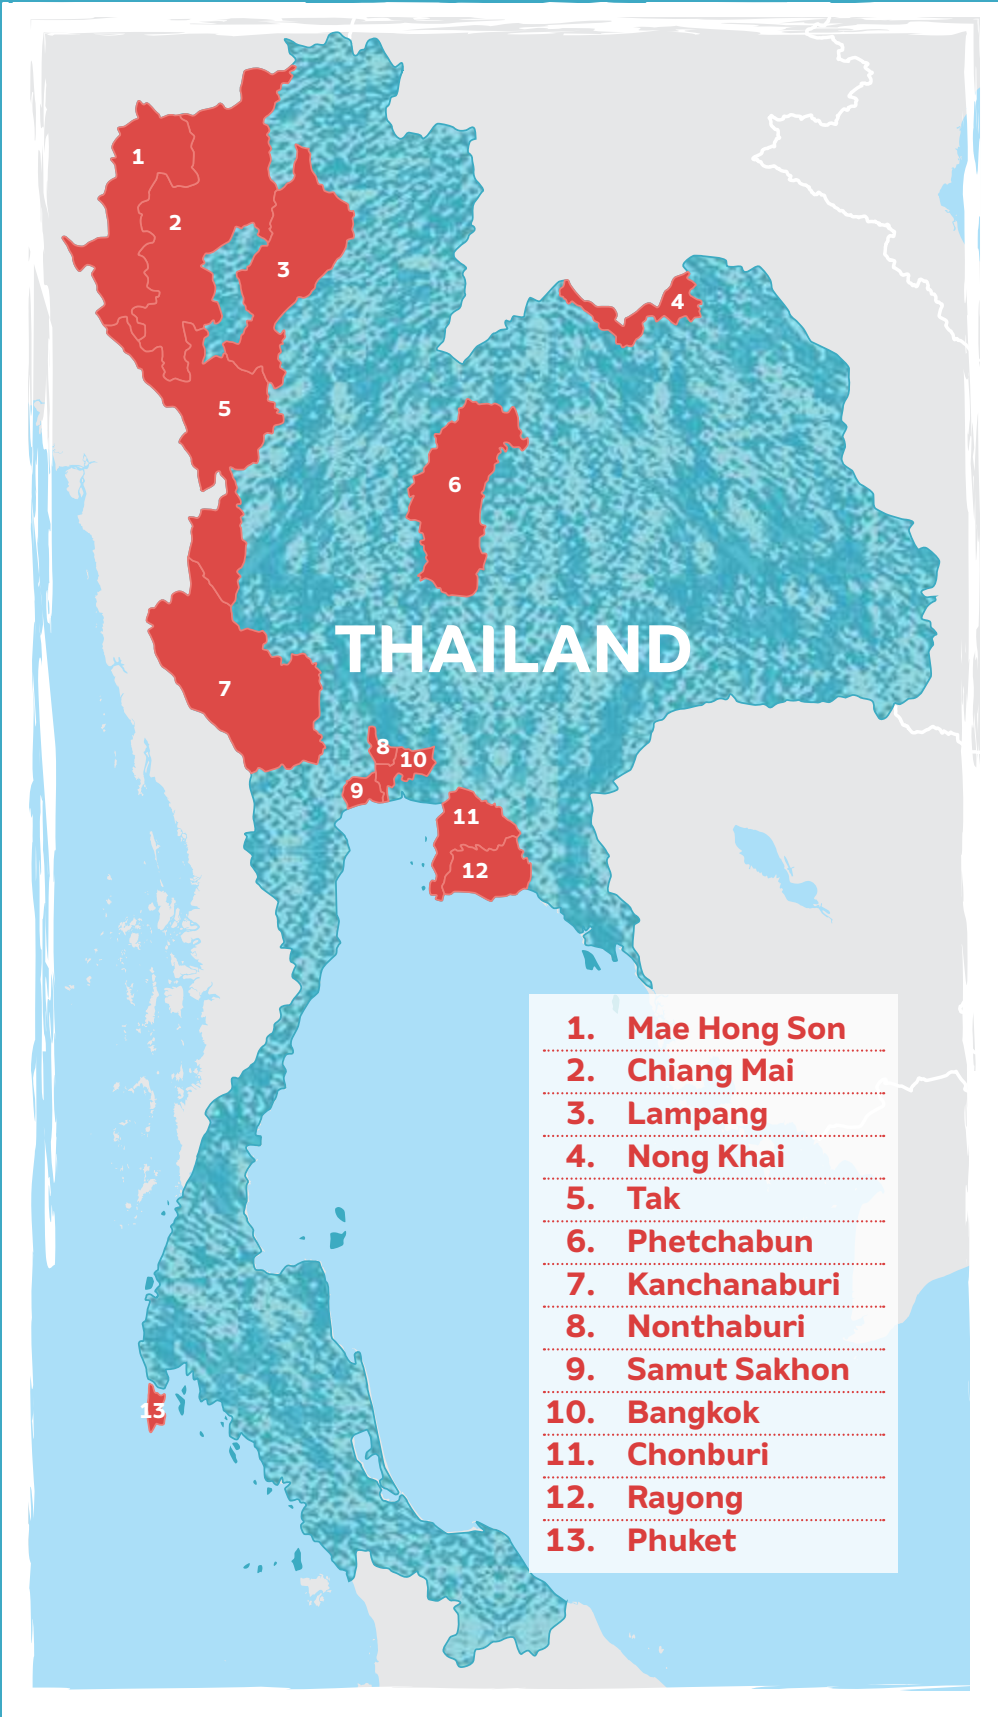 1
2
3
4
5
6
THAILAND
7
8
10
9
11
12
1. Mae Hong Son
2. Chiang Mai
3. Lampang
4. Nong Khai
5. Tak
6. Phetchabun
7. Kanchanaburi
8. Nonthaburi
9. Samut Sakhon
10. Bangkok
11. Chonburi
12. Rayong
13. Phuket
13